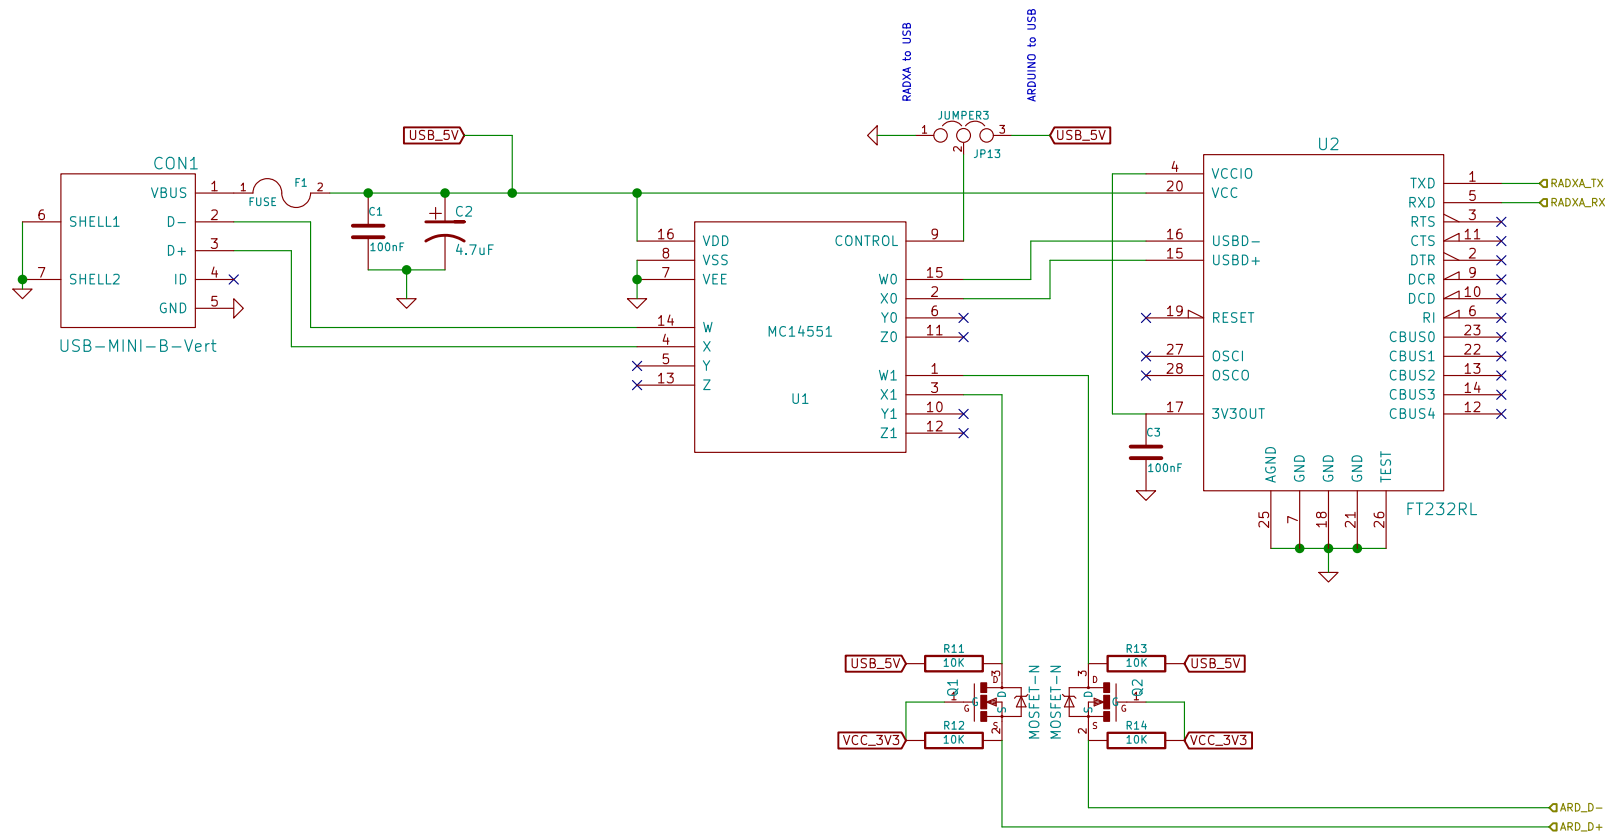 RADXA to USB
ARDUINO to USB
JUMPER3
1
2
3
JP13
USB_5V
USB_5V
CON1
VBUS 1
D- 2
D+ 3
ID 4
GND 5
6 SHELL1
7 SHELL2
USB-MINI-B-Vert
1 F1 2
FUSE
C1
100nF
C2
4.7uF
16 VDD
8 VSS
7 VEE
14 W
4 X
5 Y
13 Z
CONTROL 9
W0 15
X0 2
Y0 6
Z0 11
W1 1
X1 3
Y1 10
Z1 12
MC14551
U1
U2
4 VCCIO
20 VCC
16 USBD-
15 USBD+
19 RESET
27 OSCI
28 OSCO
17 3V3OUT
C3
100nF
TXD 1
RXD 5
RTS 3
CTS 11
DTR 2
DCR 9
DCD 10
RI 6
CBUS0 23
CBUS1 22
CBUS2 13
CBUS3 14
CBUS4 12
RADXA_TX
RADXA_RX
AGND 25
GND 7
GND 18
GND 21
TEST 26
FT232RL
USB_5V
R11
10K
R13
10K
USB_5V
Q1
3
D
D
1
G
G
S
S
2
MOSFET-N
MOSFET-N
Q2
3
D
D
1
G
G
S
S
2
VCC_3V3
R12
10K
R14
10K
VCC_3V3
ARD_D-
ARD_D+